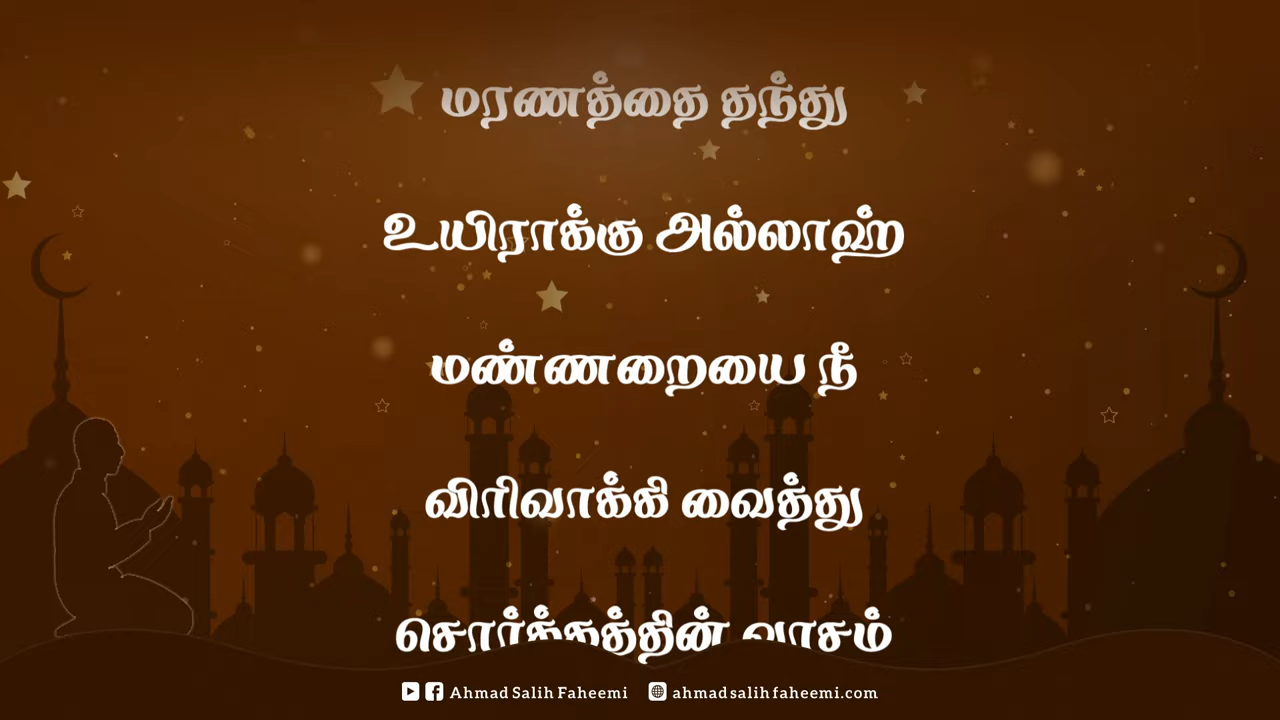 மரணத்தை தந்து
உயிராக்கு அல்லாஹ்
மண்ணறையை நீ
விரிவாக்கி வைத்து
சொர்க்கத்தின் வாசம்
Ahmad Salih Faheemi ahmadsalihfaheemi.com